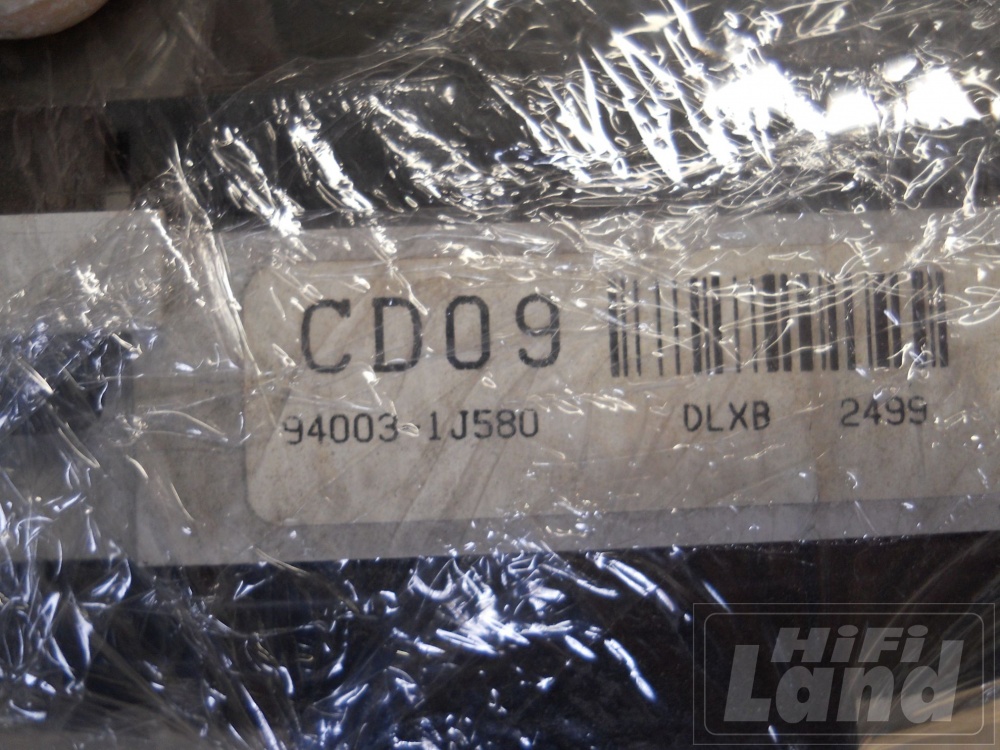 CD09
94003-1J580 DLXB 2499
HiFi
Land